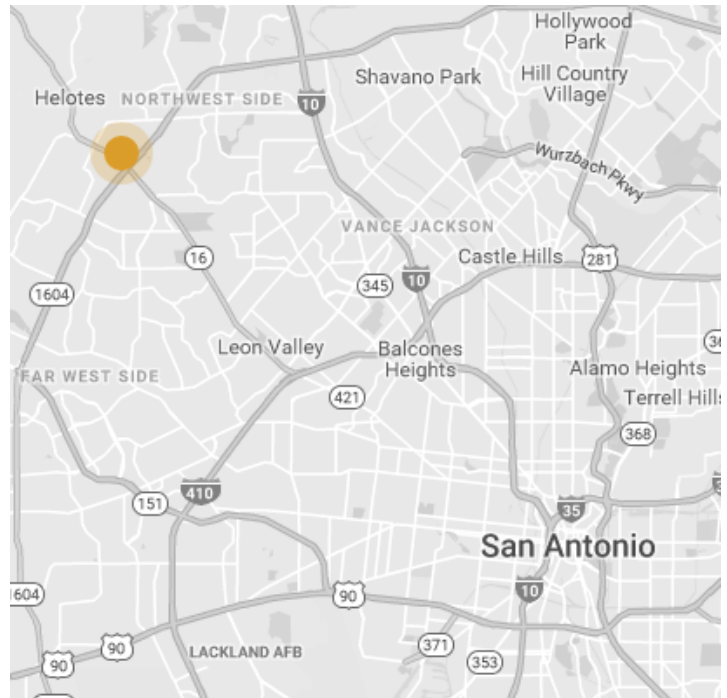 Hollywood
Park
Shavano Park
Hill Country
Village
Helotes
NORTHWEST SIDE
10
Wurzbach Pkwy
VANCE JACKSON
16
Castle Hills
281
345
10
1604
Leon Valley
Balcones
Heights
FAR WEST SIDE
Alamo Heights
421
Terrell Hills
368
410
151
35
San Antonio
10
90
604
371
LACKLAND AFB
90
353
90